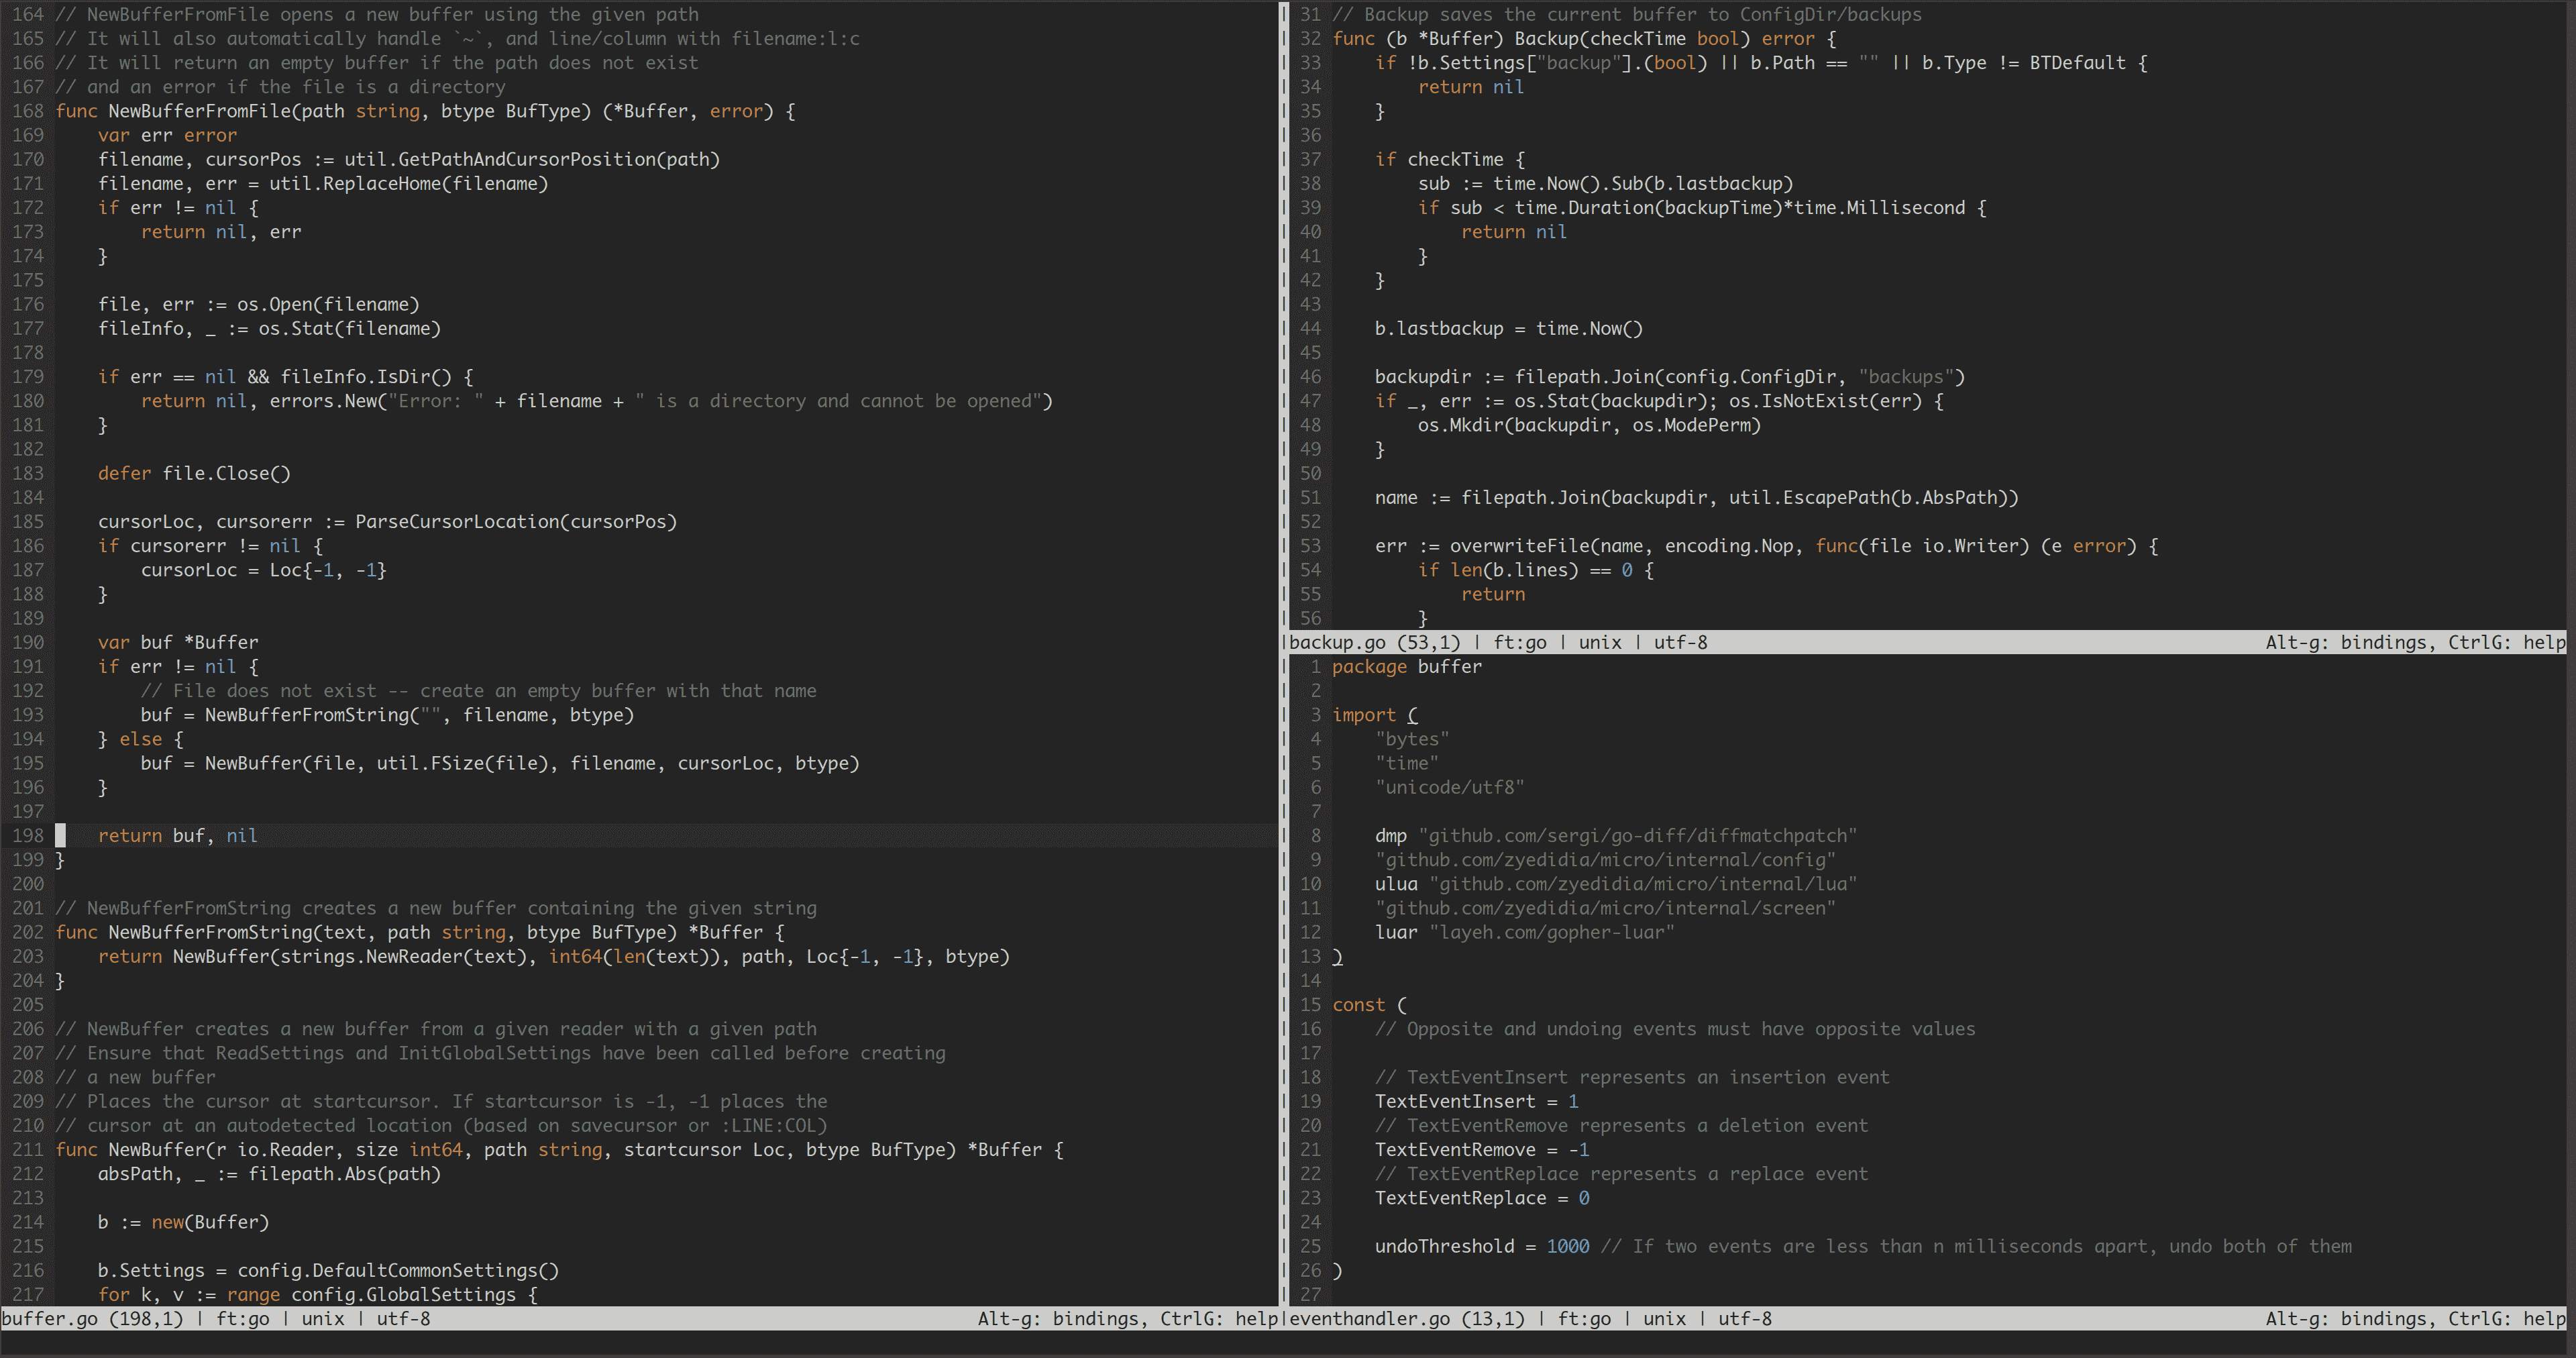 164 // NewBufferFromFile opens a new buffer using the given path
165 // It will also automatically handle `~`, and line/column with filename:l:c
166 // It will return an empty buffer if the path does not exist
167 // and an error if the file is a directory
168 func NewBufferFromFile(path string, btype BufType) (*Buffer, error) {
169     var err error
170     filename, cursorPos := util.GetPathAndCursorPosition(path)
171     filename, err = util.ReplaceHome(filename)
172     if err != nil {
173         return nil, err
174     }
175
176     file, err := os.Open(filename)
177     fileInfo, _ := os.Stat(filename)
178
179     if err == nil && fileInfo.IsDir() {
180         return nil, errors.New("Error: " + filename + " is a directory and cannot be opened")
181     }
182
183     defer file.Close()
184
185     cursorLoc, cursorerr := ParseCursorLocation(cursorPos)
186     if cursorerr != nil {
187         cursorLoc = Loc{-1, -1}
188     }
189
190     var buf *Buffer
191     if err != nil {
192         // File does not exist -- create an empty buffer with that name
193         buf = NewBufferFromString("", filename, btype)
194     } else {
195         buf = NewBuffer(file, util.FSize(file), filename, cursorLoc, btype)
196     }
197
198     return buf, nil
199 }
200
201 // NewBufferFromString creates a new buffer containing the given string
202 func NewBufferFromString(text, path string, btype BufType) *Buffer {
203     return NewBuffer(strings.NewReader(text), int64(len(text)), path, Loc{-1, -1}, btype)
204 }
205
206 // NewBuffer creates a new buffer from a given reader with a given path
207 // Ensure that ReadSettings and InitGlobalSettings have been called before creating
208 // a new buffer
209 // Places the cursor at startcursor. If startcursor is -1, -1 places the
210 // cursor at an autodetected location (based on savecursor or :LINE:COL)
211 func NewBuffer(r io.Reader, size int64, path string, startcursor Loc, btype BufType) *Buffer {
212     absPath, _ := filepath.Abs(path)
213
214     b := new(Buffer)
215
216     b.Settings = config.DefaultCommonSettings()
217     for k, v := range config.GlobalSettings {
buffer.go (198,1) | ft:go | unix | utf-8 Alt-g: bindings, CtrlG: help
31 // Backup saves the current buffer to ConfigDir/backups
32 func (b *Buffer) Backup(checkTime bool) error {
33     if !b.Settings["backup"].(bool) || b.Path == "" || b.Type != BTDefault {
34         return nil
35     }
36
37     if checkTime {
38         sub := time.Now().Sub(b.lastbackup)
39         if sub < time.Duration(backupTime)*time.Millisecond {
40             return nil
41         }
42     }
43
44     b.lastbackup = time.Now()
45
46     backupdir := filepath.Join(config.ConfigDir, "backups")
47     if _, err := os.Stat(backupdir); os.IsNotExist(err) {
48         os.Mkdir(backupdir, os.ModePerm)
49     }
50
51     name := filepath.Join(backupdir, util.EscapePath(b.AbsPath))
52
53     err := overwriteFile(name, encoding.Nop, func(file io.Writer) (e error) {
54         if len(b.lines) == 0 {
55             return
56         }
backup.go (53,1) | ft:go | unix | utf-8 Alt-g: bindings, CtrlG: help
1 package buffer
2
3 import (
4     "bytes"
5     "time"
6     "unicode/utf8"
7
8     dmp "github.com/sergi/go-diff/diffmatchpatch"
9     "github.com/zyedidia/micro/internal/config"
10     ulua "github.com/zyedidia/micro/internal/lua"
11     "github.com/zyedidia/micro/internal/screen"
12     luar "layeh.com/gopher-luar"
13 )
14
15 const (
16     // Opposite and undoing events must have opposite values
17
18     // TextEventInsert represents an insertion event
19     TextEventInsert = 1
20     // TextEventRemove represents a deletion event
21     TextEventRemove = -1
22     // TextEventReplace represents a replace event
23     TextEventReplace = 0
24
25     undoThreshold = 1000 // If two events are less than n milliseconds apart, undo both of them
26 )
27
eventhandler.go (13,1) | ft:go | unix | utf-8 Alt-g: bindings, CtrlG: help